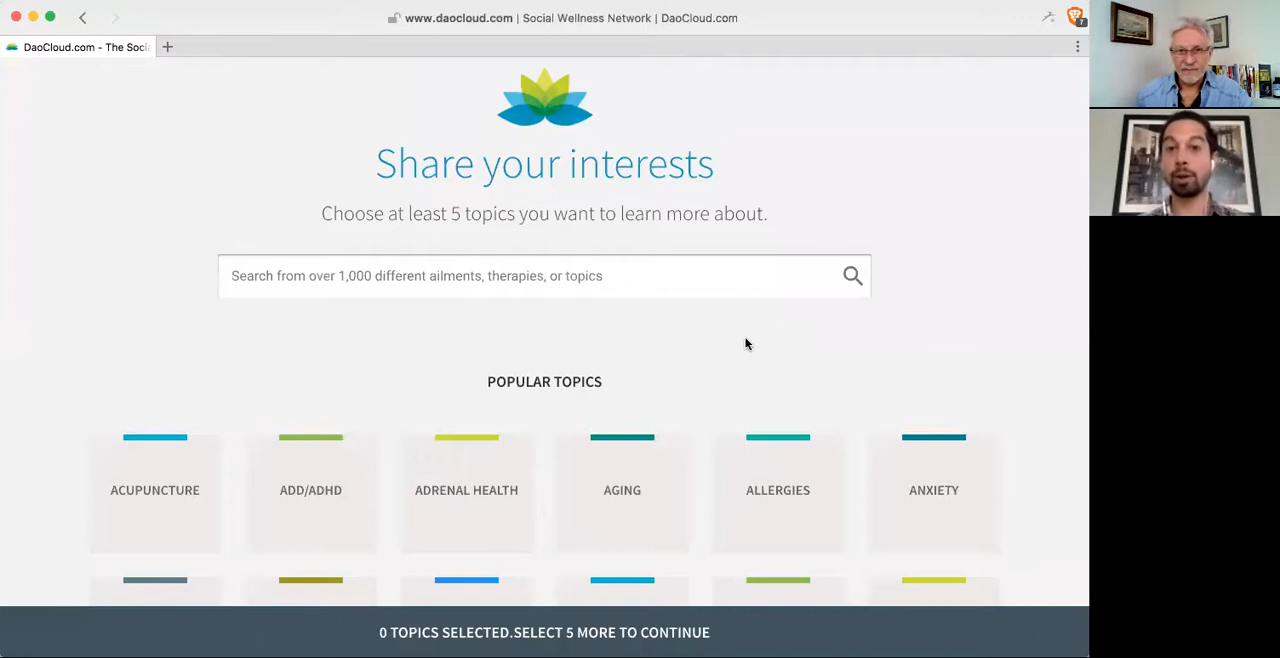 www.daocloud.com | Social Wellness Network | DaoCloud.com
7
DaoCloud.com - The Socia
Share your interests
Choose at least 5 topics you want to learn more about.
Search from over 1,000 different ailments, therapies, or topics
POPULAR TOPICS
ACUPUNCTURE
ADD/ADHD
ADRENAL HEALTH
AGING
ALLERGIES
ANXIETY
0 TOPICS SELECTED.SELECT 5 MORE TO CONTINUE